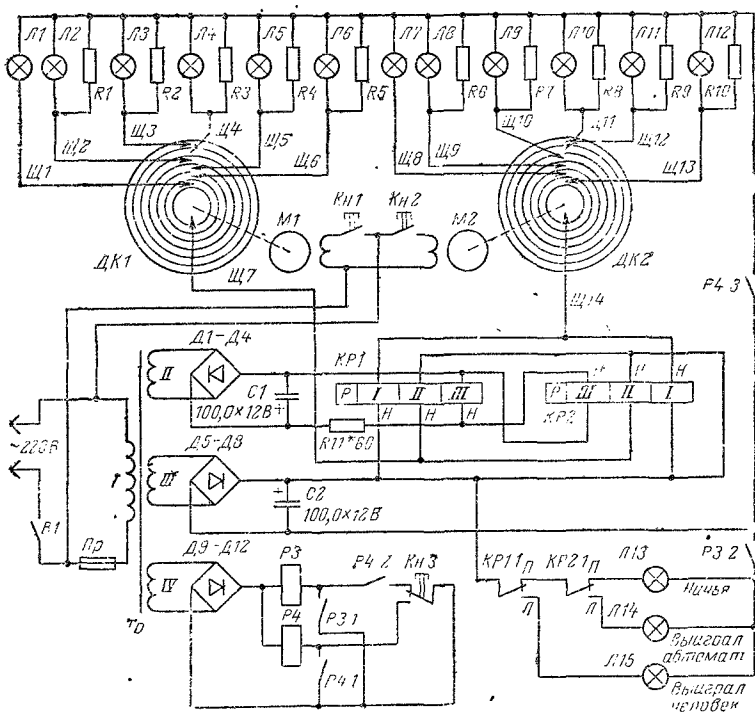 Л1 Л2 Л3 Л4 Л5 Л6 Л7 Л8 Л9 Л10 Л11 Л12
R1 R2 R3 R4 R5 R6 R7 R8 R9 R10
Щ1 Щ2 Щ3 Щ4 Щ5 Щ6 Щ8 Щ9 Щ10 Щ11 Щ12 Щ13
Кн1 Кн2
М1 М2
ДК1 ДК2
Щ7 Щ14
Р4 3
Д1-Д4
II
С1
100,0×12В
+
КР1
Р I II III
Н Н Н
R11*60
Р III II I
Н Н Н
КР2
~220В
В1
Пр
I
Тр
Д5-Д8
III
+
С2
100,0×12В
Д9-Д12
IV
Р3
Р4
Р3.1
Р4.1
Р4 2
Кн3
КР1 1 П
Л
КР2 1 П
Л
Р3 2
Л13
Ничья
Л14
Выиграл
автомат
Л15
Выиграл
человек